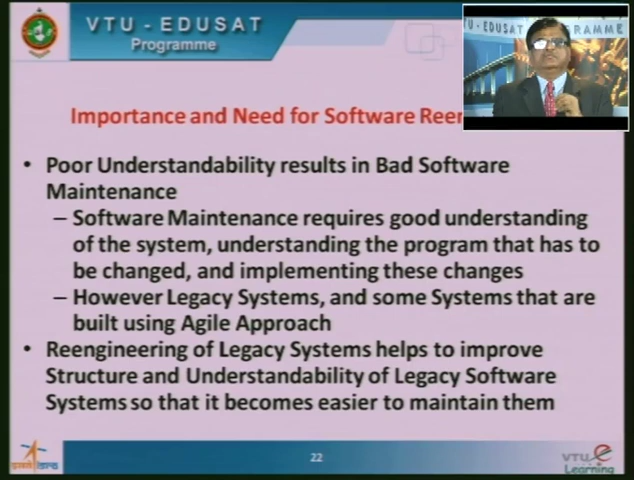 VTU - EDUSAT
Programme
TU - EDUSAT PROGRAMME
Importance and Need for Software Reen
• Poor Understandability results in Bad Software
Maintenance
– Software Maintenance requires good understanding
of the system, understanding the program that has to
be changed, and implementing these changes
– However Legacy Systems, and some Systems that are
built using Agile Approach
• Reengineering of Legacy Systems helps to improve
Structure and Understandability of Legacy Software
Systems so that it becomes easier to maintain them
22
VTU e
Learning